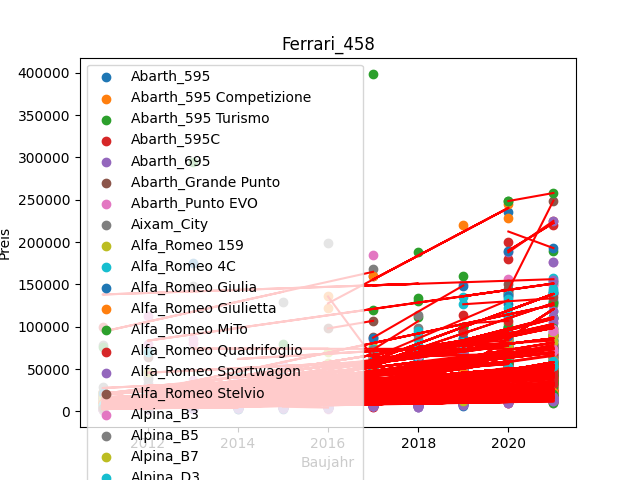 Ferrari_458
400000
350000
300000
250000
200000
150000
100000
50000
0
Preis
Abarth_595
Abarth_595 Competizione
Abarth_595 Turismo
Abarth_595C
Abarth_695
Abarth_Grande Punto
Abarth_Punto EVO
Aixam_City
Alfa_Romeo 159
Alfa_Romeo 4C
Alfa_Romeo Giulia
Alfa_Romeo Giulietta
Alfa_Romeo MiTo
Alfa_Romeo Quadrifoglio
Alfa_Romeo Sportwagon
Alfa_Romeo Stelvio
Alpina_B3
Alpina_B5
Alpina_B7
Alpina_D3
2012 2014 2016 2018 2020
Baujahr